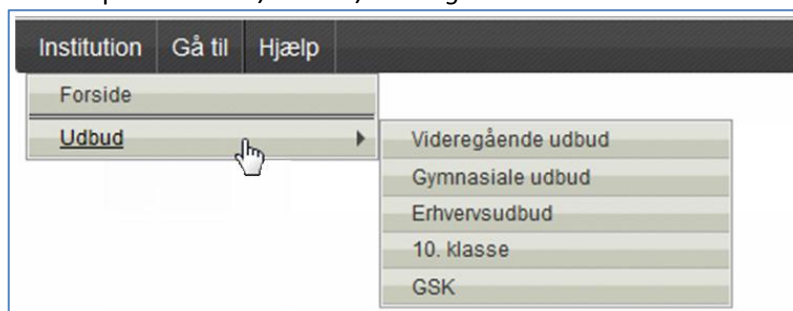 Institution Gå til Hjælp
Forside
Udbud
Videregående udbud
Gymnasiale udbud
Erhvervsudbud
10. klasse
GSK